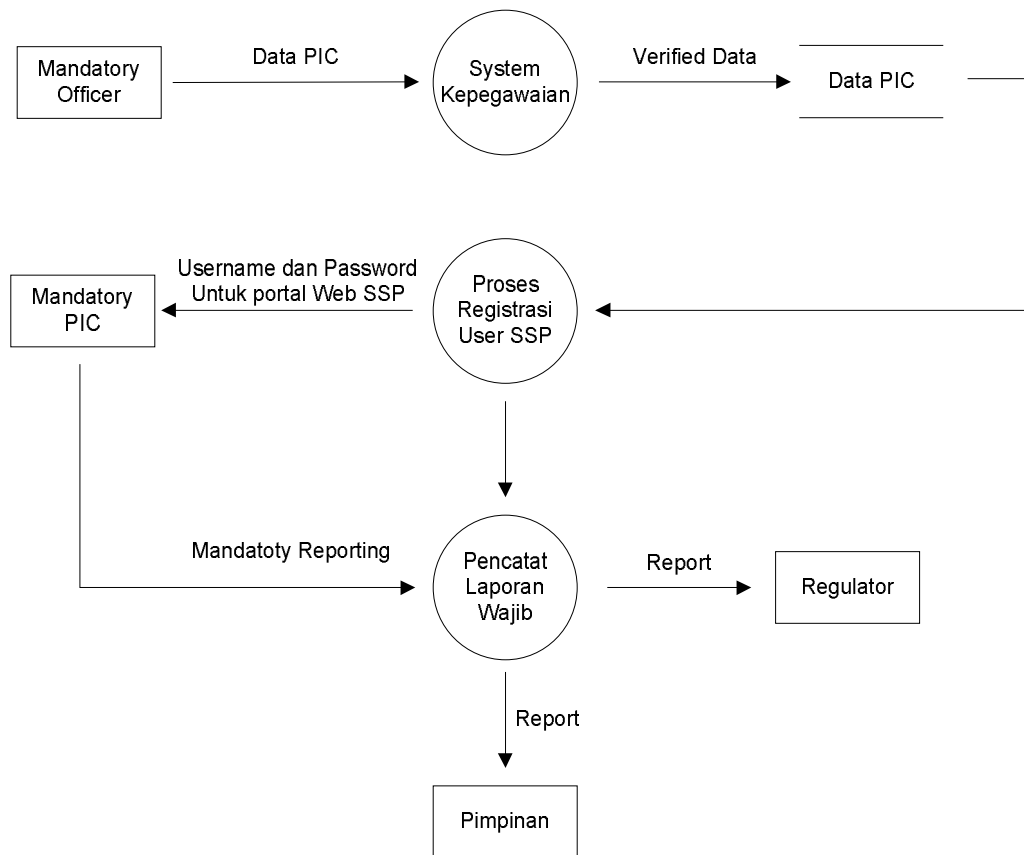 Mandatory
Officer
Data PIC
System
Kepegawaian
Verified Data
Data PIC
Mandatory
PIC
Username dan Password
Untuk portal Web SSP
Proses
Registrasi
User SSP
Mandatoty Reporting
Pencatat
Laporan
Wajib
Report
Regulator
Report
Pimpinan